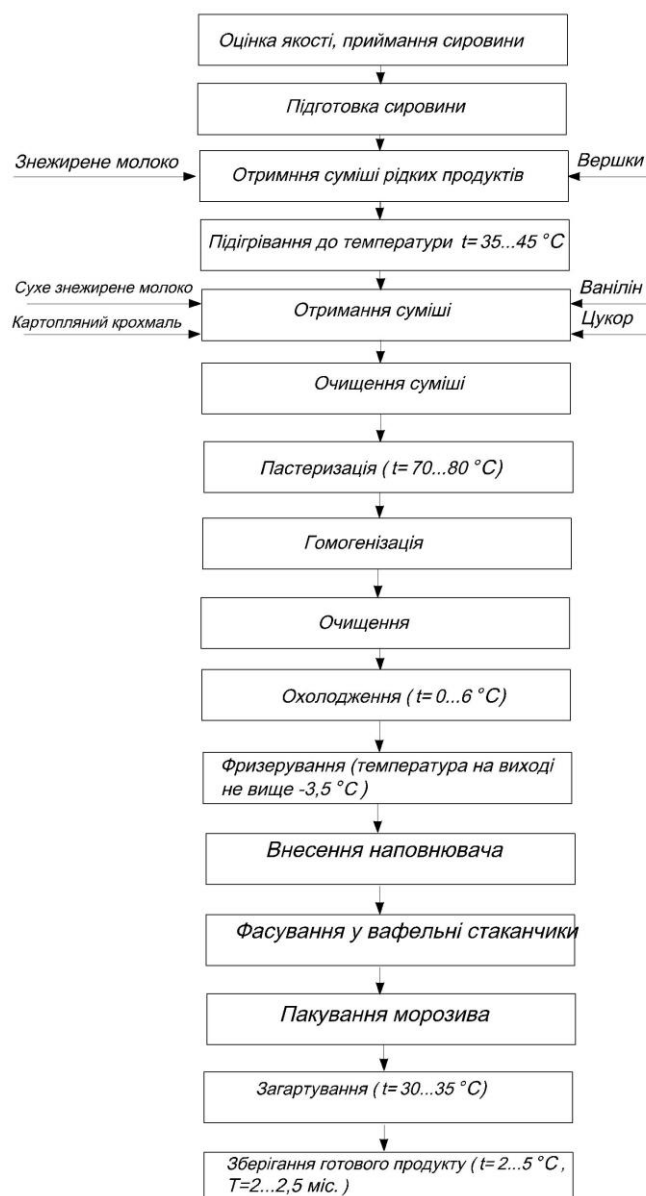 Оцінка якості, приймання сировини
Підготовка сировини
Знежирене молоко
Отримння суміші рідких продуктів
Вершки
Підігрівання до температури t= 35...45 °C
Сухе знежирене молоко
Картопляний крохмаль
Отримання суміші
Ванілін
Цукор
Очищення суміші
Пастеризація ( t= 70...80 °C)
Гомогенізація
Очищення
Охолодження ( t= 0...6 °C)
Фризерування (температура на виході
не вище -3,5 °C )
Внесення наповнювача
Фасування у вафельні стаканчики
Пакування морозива
Загартування ( t= 30...35 °C)
Зберігання готового продукту ( t= 2...5 °C ,
T=2...2,5 міс. )